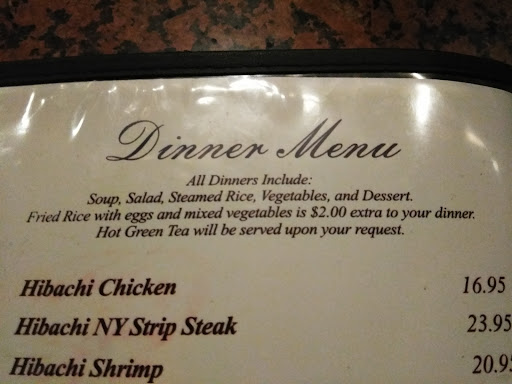 Dinner Menu
All Dinners Include:
Soup, Salad, Steamed Rice, Vegetables, and Dessert.
Fried Rice with eggs and mixed vegetables is $2.00 extra to your dinner.
Hot Green Tea will be served upon your request.
Hibachi Chicken 16.95
Hibachi NY Strip Steak 23.95
Hibachi Shrimp 20.95